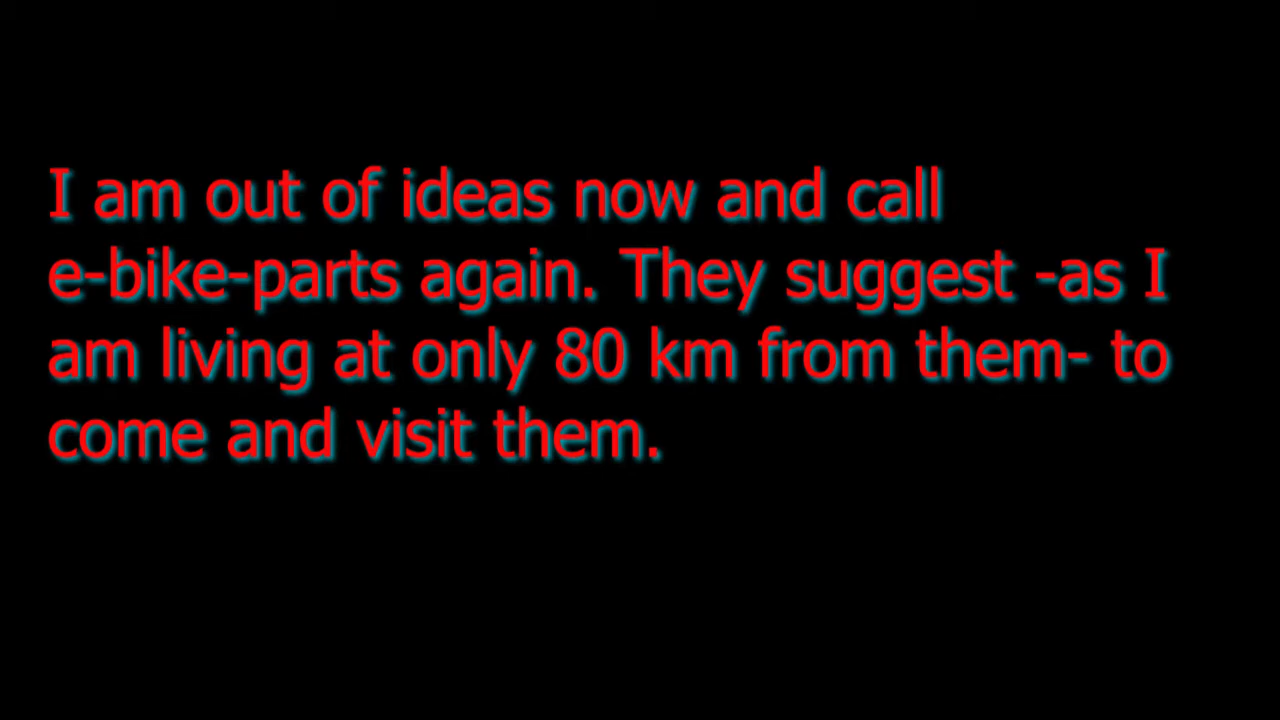 I am out of ideas now and call
e-bike-parts again. They suggest -as I
am living at only 80 km from them- to
come and visit them.